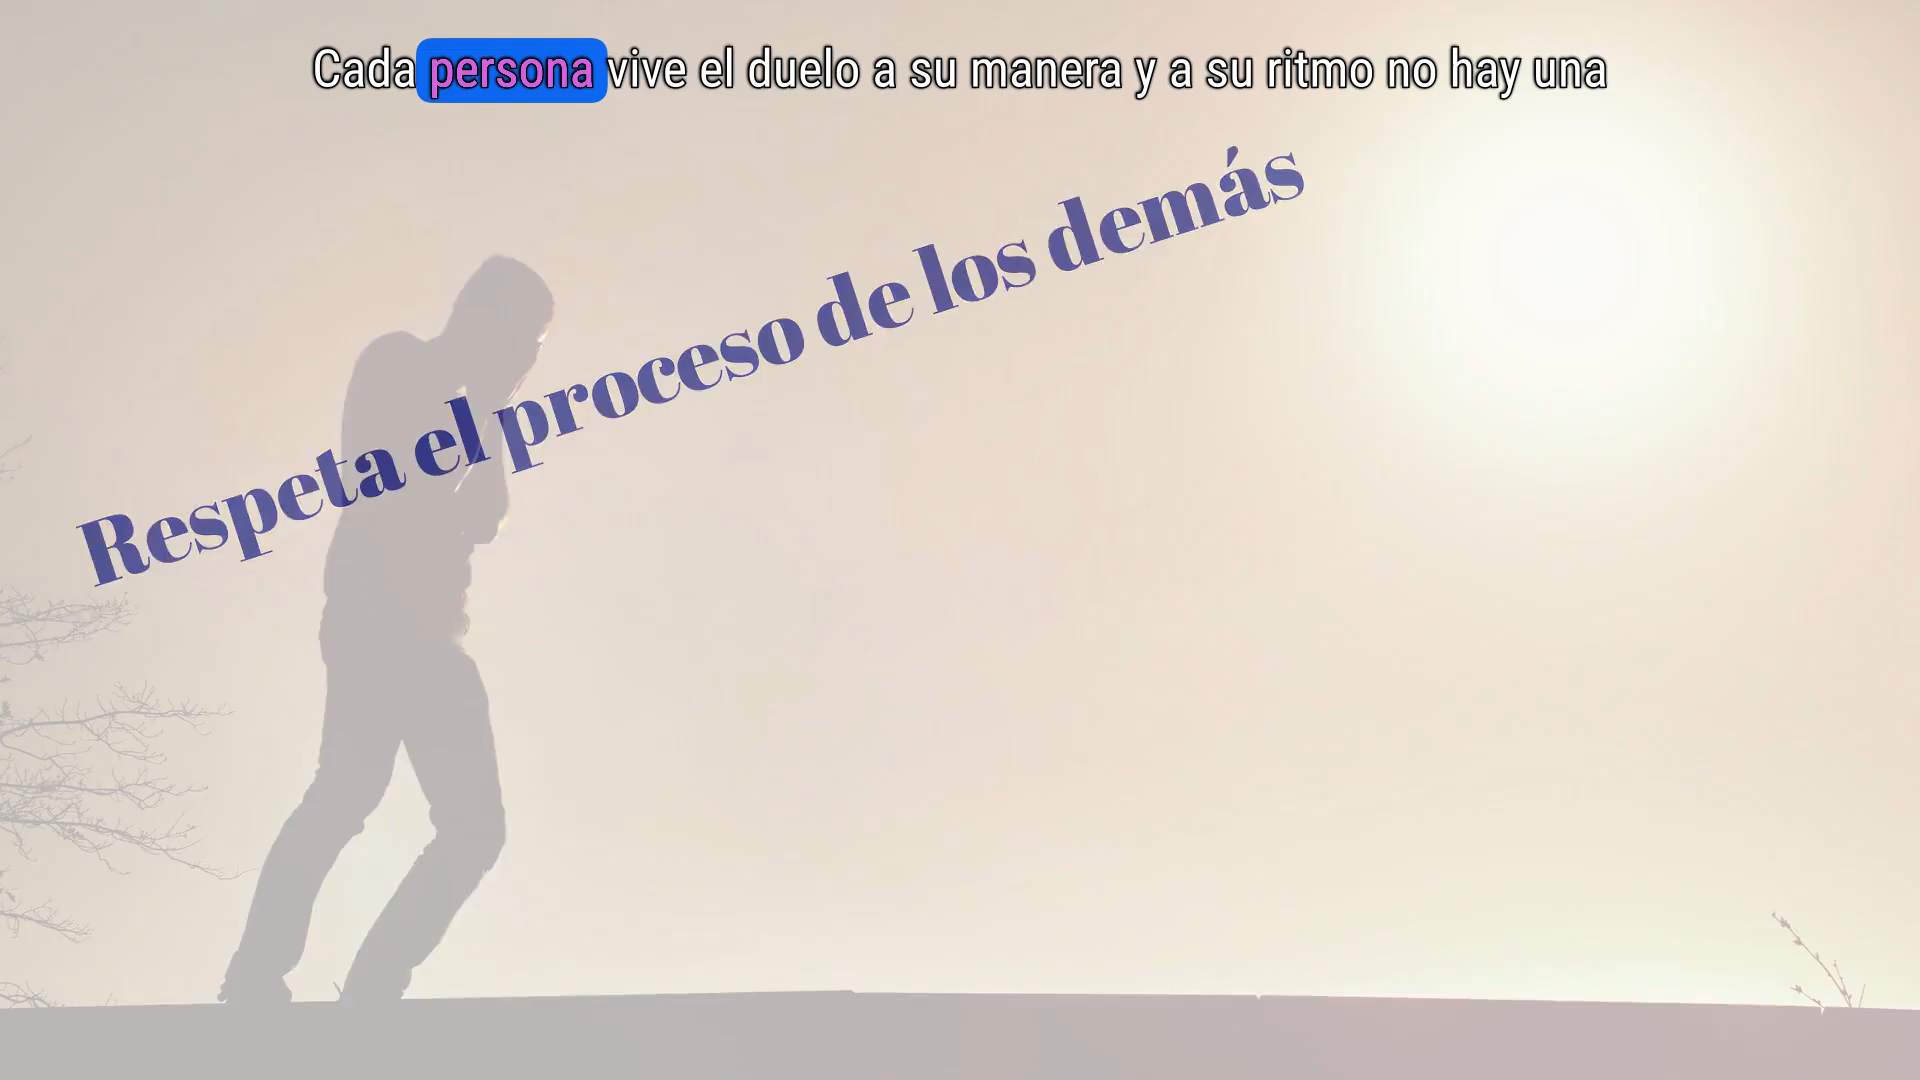 Cada persona vive el duelo a su manera y a su ritmo no hay una
Respeta el proceso de los demás